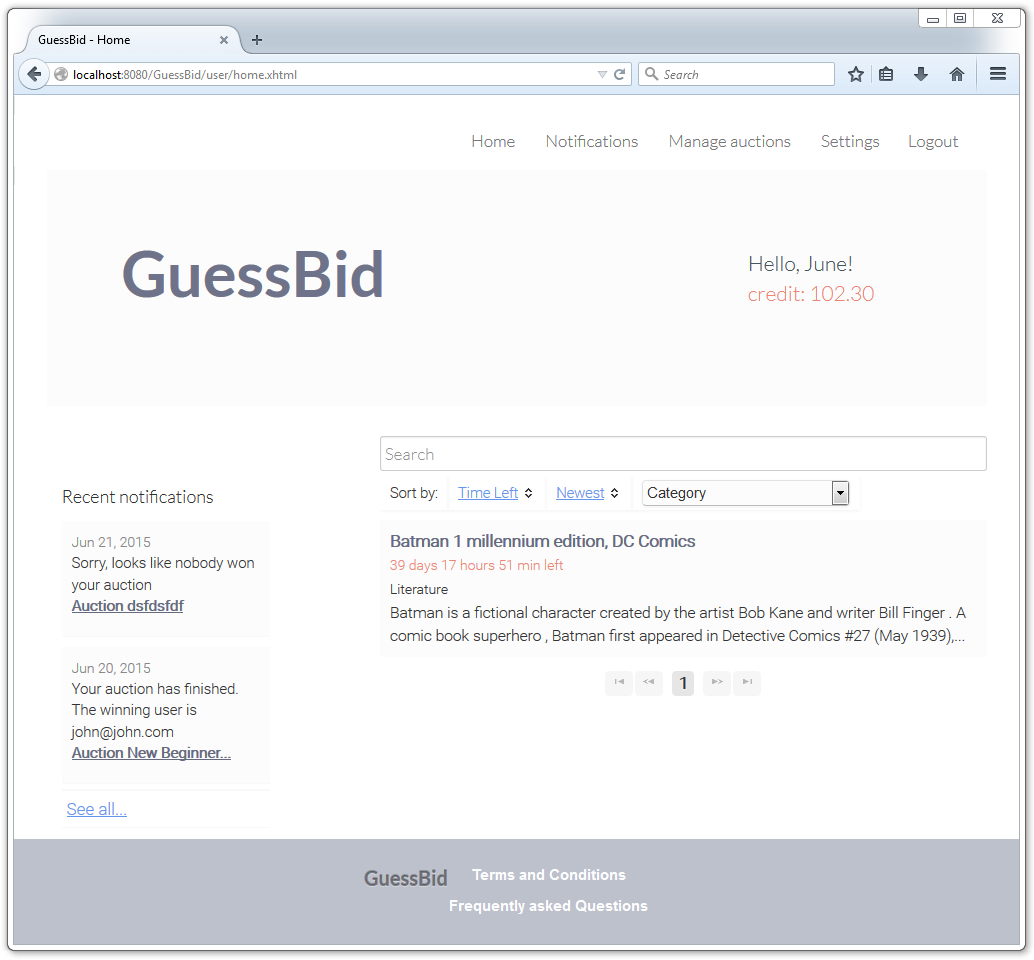 GuessBid - Home
localhost:8080/GuessBid/user/home.xhtml
Search
Home Notifications Manage auctions Settings Logout
GuessBid
Hello, June!
credit: 102.30
Search
Sort by: Time Left Newest Category
Recent notifications
Jun 21, 2015
Sorry, looks like nobody won
your auction
Auction dsfdsfdf
Jun 20, 2015
Your auction has finished.
The winning user is
john@john.com
Auction New Beginner...
See all...
Batman 1 millennium edition, DC Comics
39 days 17 hours 51 min left
Literature
Batman is a fictional character created by the artist Bob Kane and writer Bill Finger . A
comic book superhero , Batman first appeared in Detective Comics #27 (May 1939),...
1
GuessBid
Terms and Conditions
Frequently asked Questions